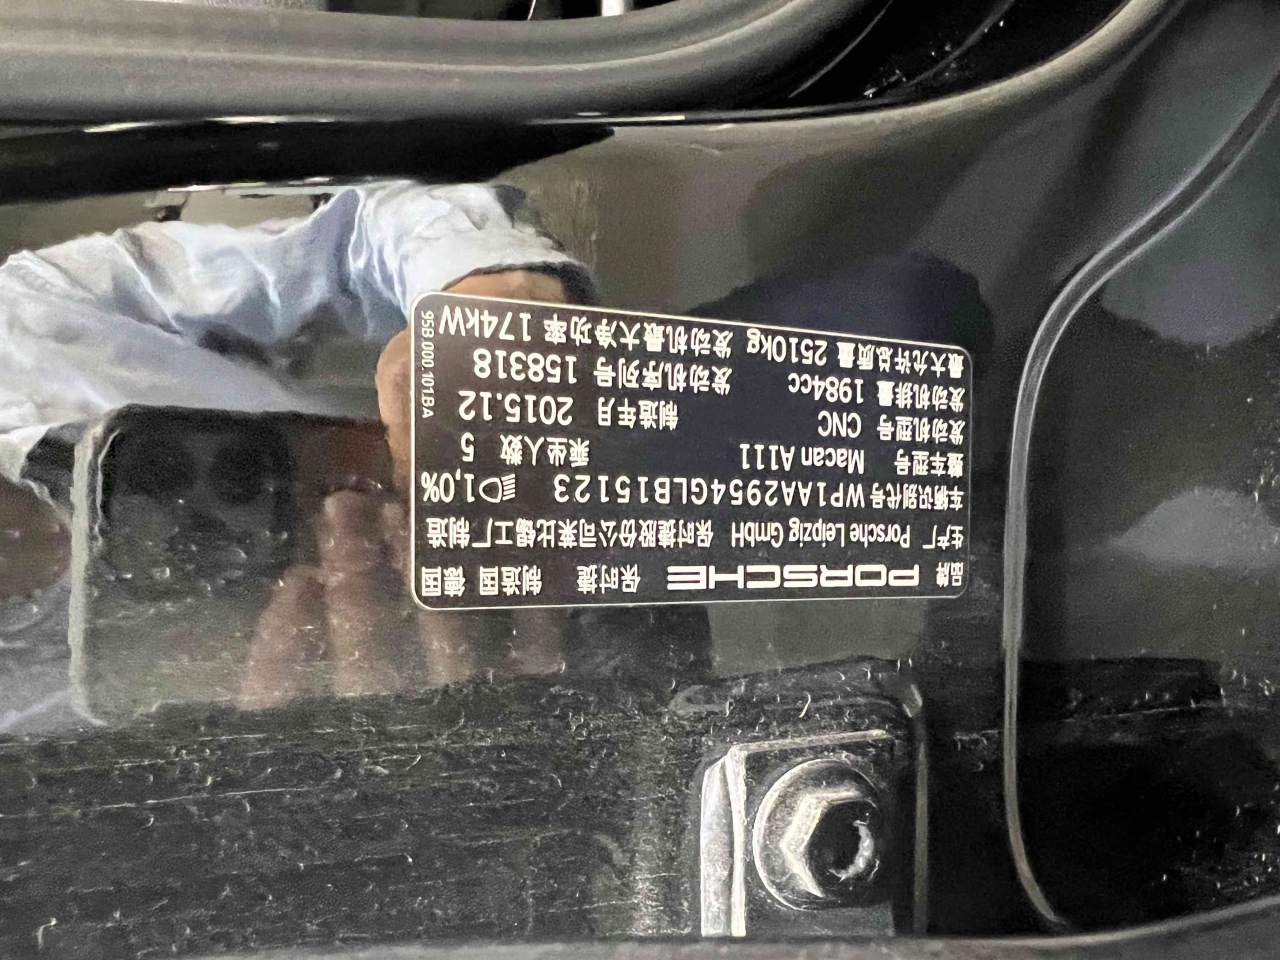 品牌 PORSCHE 保时捷 制造国 德国
生产厂 Porsche Leipzig GmbH 保时捷股份公司莱比锡工厂制造
车辆识别代号 WP1AA2954GLB15123 1,0%
整车型号 Macan A111 乘坐人数 5
发动机型号 CNC 制造年月 2015.12
发动机排量 1984cc 发动机序列号 158318
最大允许总质量 2510kg 发动机最大净功率 174kW
95B.000.101.BA